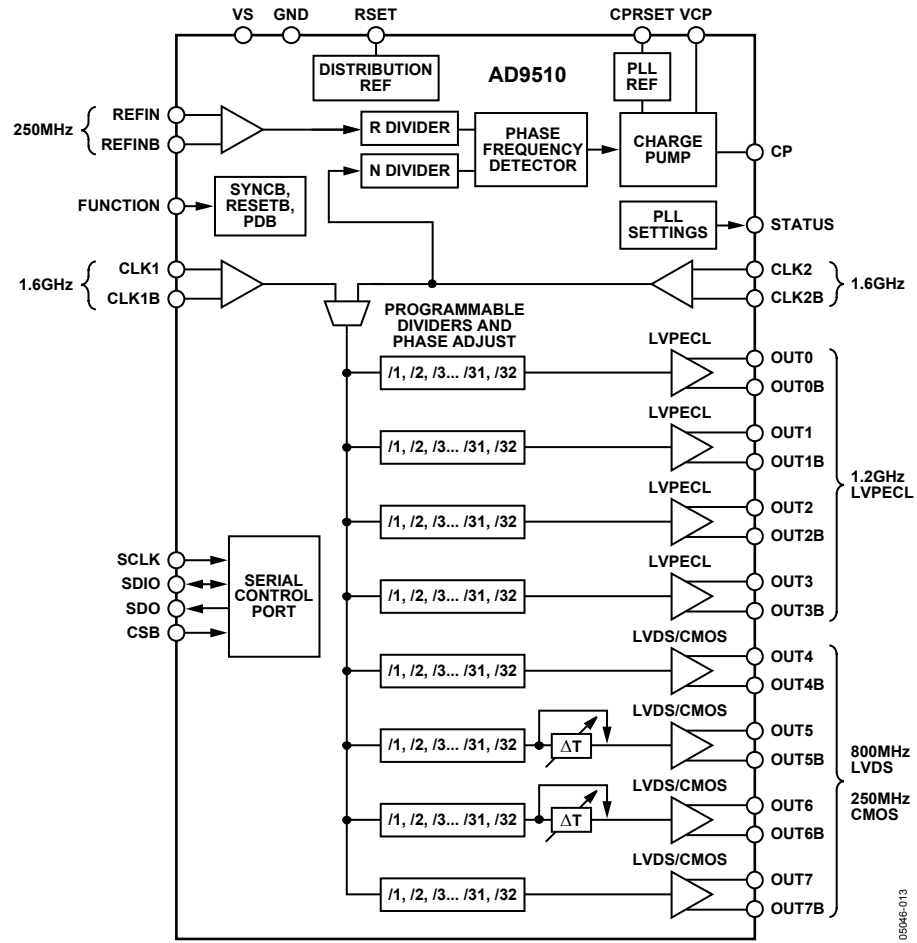 VS GND RSET CPRSET VCP
DISTRIBUTION
REF
AD9510
PLL
REF
250MHz
REFIN
REFINB
R DIVIDER
N DIVIDER
PHASE
FREQUENCY
DETECTOR
CHARGE
PUMP
CP
FUNCTION
SYNCB,
RESETB,
PDB
PLL
SETTINGS
STATUS
1.6GHz
CLK1
CLK1B
CLK2
CLK2B
1.6GHz
PROGRAMMABLE
DIVIDERS AND
PHASE ADJUST
LVPECL
/1, /2, /3... /31, /32
OUT0
OUT0B
LVPECL
/1, /2, /3... /31, /32
OUT1
OUT1B
1.2GHz
LVPECL
LVPECL
/1, /2, /3... /31, /32
OUT2
OUT2B
LVPECL
/1, /2, /3... /31, /32
OUT3
OUT3B
SCLK
SDIO
SDO
CSB
SERIAL
CONTROL
PORT
LVDS/CMOS
/1, /2, /3... /31, /32
OUT4
OUT4B
LVDS/CMOS
/1, /2, /3... /31, /32
ΔT
OUT5
OUT5B
800MHz
LVDS
250MHz
CMOS
LVDS/CMOS
/1, /2, /3... /31, /32
ΔT
OUT6
OUT6B
LVDS/CMOS
/1, /2, /3... /31, /32
OUT7
OUT7B
05046-013